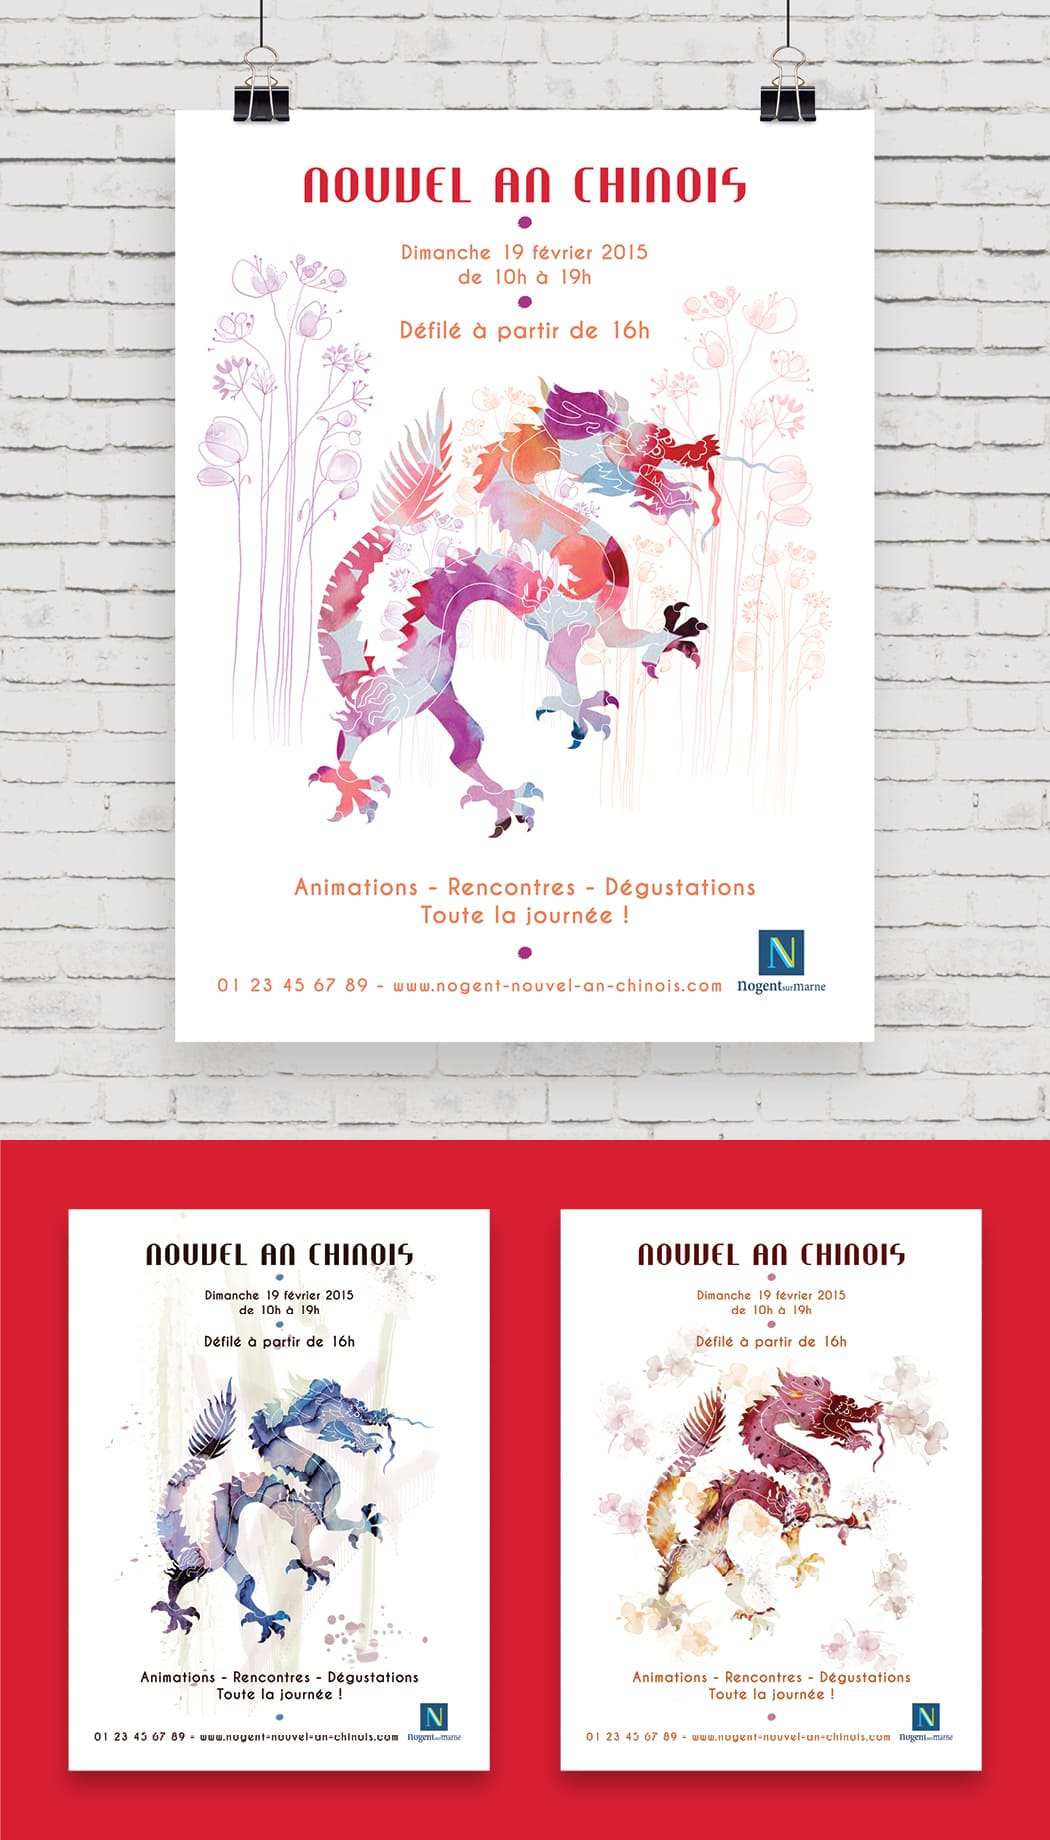 NOUVEL AN CHINOIS
Dimanche 19 février 2015
de 10h à 19h
Défilé à partir de 16h
Animations - Rencontres - Dégustations
Toute la journée !
01 23 45 67 89 - www.nogent-nouvel-an-chinois.com
N
nogentsurmarne
NOUVEL AN CHINOIS
Dimanche 19 février 2015
de 10h à 19h
Défilé à partir de 16h
Animations - Rencontres - Dégustations
Toute la journée !
01 23 45 67 89 - www.nogent-nouvel-an-chinois.com
N
nogentsurmarne
NOUVEL AN CHINOIS
Dimanche 19 février 2015
de 10h à 19h
Défilé à partir de 16h
Animations - Rencontres - Dégustations
Toute la journée !
01 23 45 67 89 - www.nogent-nouvel-an-chinois.com
N
nogentsurmarne